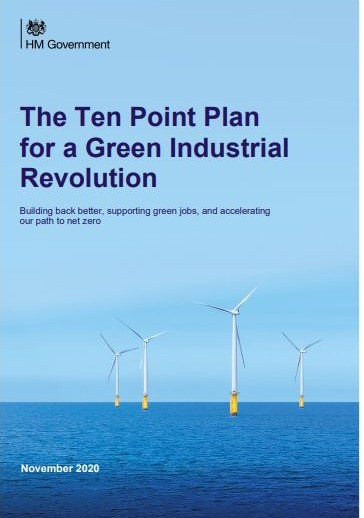 HM Government
The Ten Point Plan
for a Green Industrial
Revolution
Building back better, supporting green jobs, and accelerating
our path to net zero
November 2020